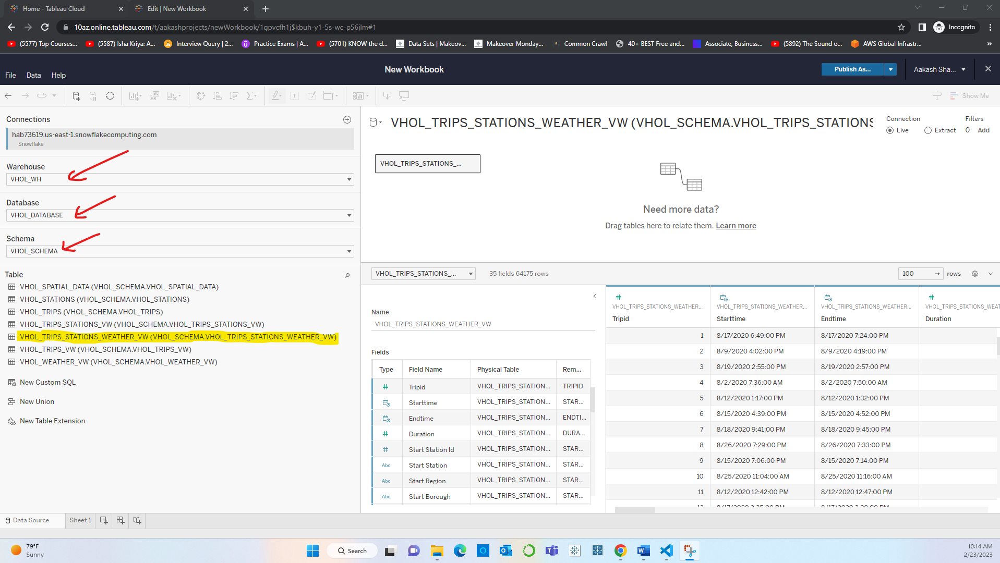 Home - Tableau Cloud
Edit | New Workbook
10az.online.tableau.com/t/aakashprojects/newWorkbook/1gpvcfh1j$kbuh-y1-5s-wc-p56jlm#1
Incognito
(5577) Top Courses...
(5587) Isha Kriya: A...
Interview Query | 2...
Practice Exams | A...
(5701) KNOW the d...
Data Sets | Makeov...
Makeover Monday...
Common Crawl
40+ BEST Free and...
Associate, Business...
(5892) The Sound o...
AWS Global Infrastr...
»
New Workbook
File Data Help
Publish As...
Aakash Sha...
Show Me
Connections
hab73619.us-east-1.snowflakecomputing.com
Snowflake
Warehouse
VHOL_WH
Database
VHOL_DATABASE
Schema
VHOL_SCHEMA
Table
VHOL_SPATIAL_DATA (VHOL_SCHEMA.VHOL_SPATIAL_DATA)
VHOL_STATIONS (VHOL_SCHEMA.VHOL_STATIONS)
VHOL_TRIPS (VHOL_SCHEMA.VHOL_TRIPS)
VHOL_TRIPS_STATIONS_VW (VHOL_SCHEMA.VHOL_TRIPS_STATIONS_VW)
VHOL_TRIPS_STATIONS_WEATHER_VW (VHOL_SCHEMA.VHOL_TRIPS_STATIONS_WEATHER_VW)
VHOL_TRIPS_VW (VHOL_SCHEMA.VHOL_TRIPS_VW)
VHOL_WEATHER_VW (VHOL_SCHEMA.VHOL_WEATHER_VW)
New Custom SQL
New Union
New Table Extension
VHOL_TRIPS_STATIONS_WEATHER_VW (VHOL_SCHEMA.VHOL_TRIPS_STATIONS
Connection
Live Extract
Filters
0 Add
VHOL_TRIPS_STATIONS_...
Need more data?
Drag tables here to relate them. Learn more
VHOL_TRIPS_STATIONS_...
35 fields 64175 rows
100 → rows
Name
VHOL_TRIPS_STATIONS_WEATHER_VW
Fields
Type Field Name Physical Table Rem...
# Tripid VHOL_TRIPS_STATION... TRIPID
Starttime VHOL_TRIPS_STATION... STAR...
Endtime VHOL_TRIPS_STATION... ENDTI...
# Duration VHOL_TRIPS_STATION... DURA...
# Start Station Id VHOL_TRIPS_STATION... STAR...
Abc Start Station VHOL_TRIPS_STATION... STAR...
Abc Start Region VHOL_TRIPS_STATION... STAR...
Abc Start Borough VHOL_TRIPS_STATION... STAR...
# #
VHOL_TRIPS_STATIONS_WEATHER... VHOL_TRIPS_STATIONS_WEATHER... VHOL_TRIPS_STATIONS_WEATHER... VHOL_TRIPS_STATIONS_WEAT
Tripid Starttime Endtime Duration
1 8/17/2020 6:49:00 PM 8/17/2020 7:24:00 PM
2 8/9/2020 4:02:00 PM 8/9/2020 4:19:00 PM
3 8/19/2020 2:55:00 PM 8/19/2020 2:57:00 PM
4 8/2/2020 7:36:00 AM 8/2/2020 7:50:00 AM
5 8/12/2020 1:17:00 PM 8/12/2020 1:32:00 PM
6 8/15/2020 4:39:00 PM 8/15/2020 4:52:00 PM
7 8/18/2020 9:41:00 PM 8/18/2020 9:45:00 PM
8 8/26/2020 7:29:00 PM 8/26/2020 7:33:00 PM
9 8/15/2020 7:06:00 PM 8/15/2020 7:14:00 PM
10 8/25/2020 11:04:00 AM 8/25/2020 11:16:00 AM
11 8/12/2020 12:42:00 PM 8/12/2020 12:47:00 PM
Data Source
Sheet 1
79°F
Sunny
Search
10:14 AM
2/23/2023